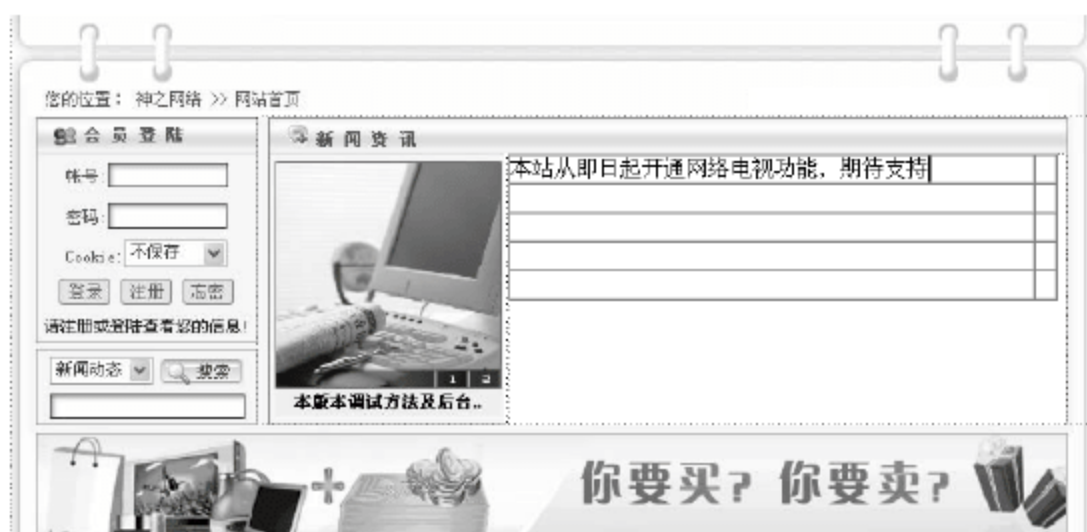 您的位置： 神之网络 >> 网站首页
会员登陆
帐号:
密码:
Cookie: 不保存
登录 注册 忘密
请注册或登陆查看您的信息!
新闻动态 搜索
新闻资讯
本站从即日起开通网络电视功能，期待支持
1 2
本版本调试方法及后台..
你要买？你要卖？